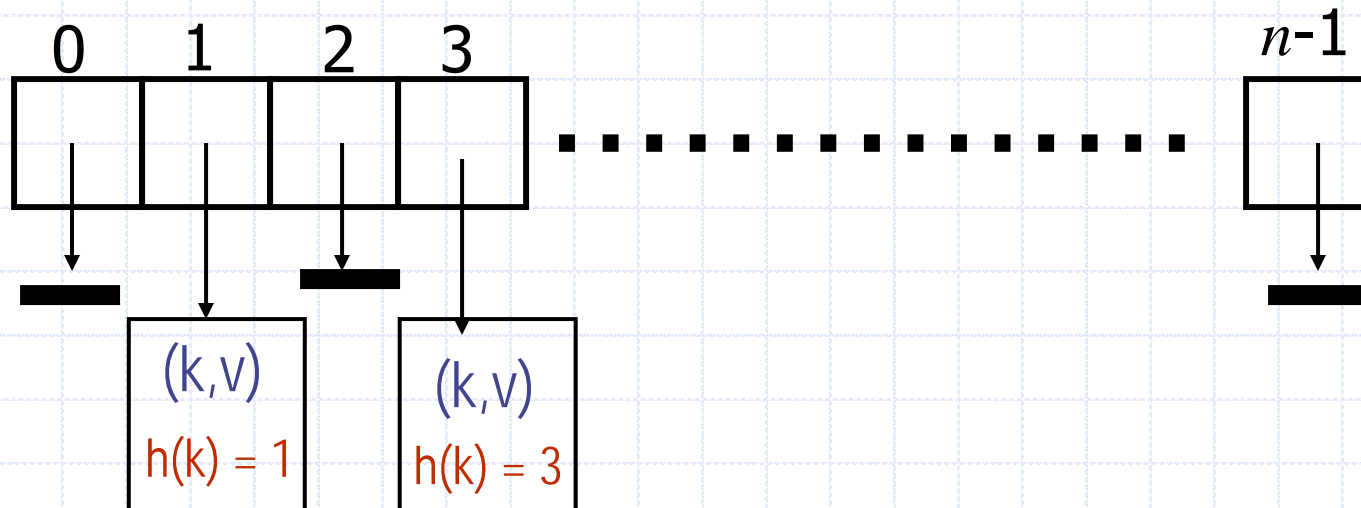 0 1 2 3 n-1
(k,v) (k,v)
h(k) = 1 h(k) = 3